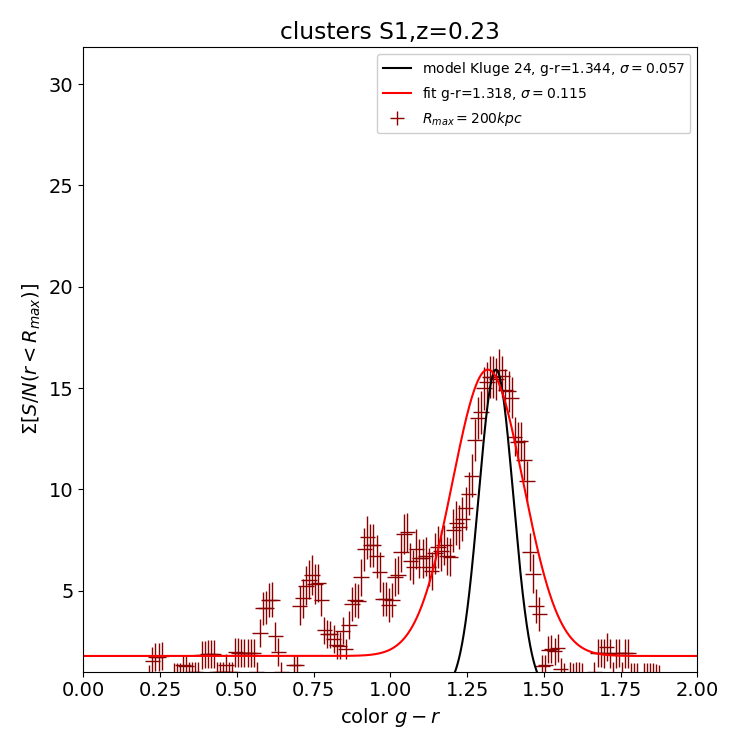 clusters S1,z=0.23
model Kluge 24, g-r=1.344, σ = 0.057
fit g-r=1.318, σ = 0.115
R_max = 200kpc
Σ[S/N(r < R_max)]
30
25
20
15
10
5
0.00 0.25 0.50 0.75 1.00 1.25 1.50 1.75 2.00
color g − r